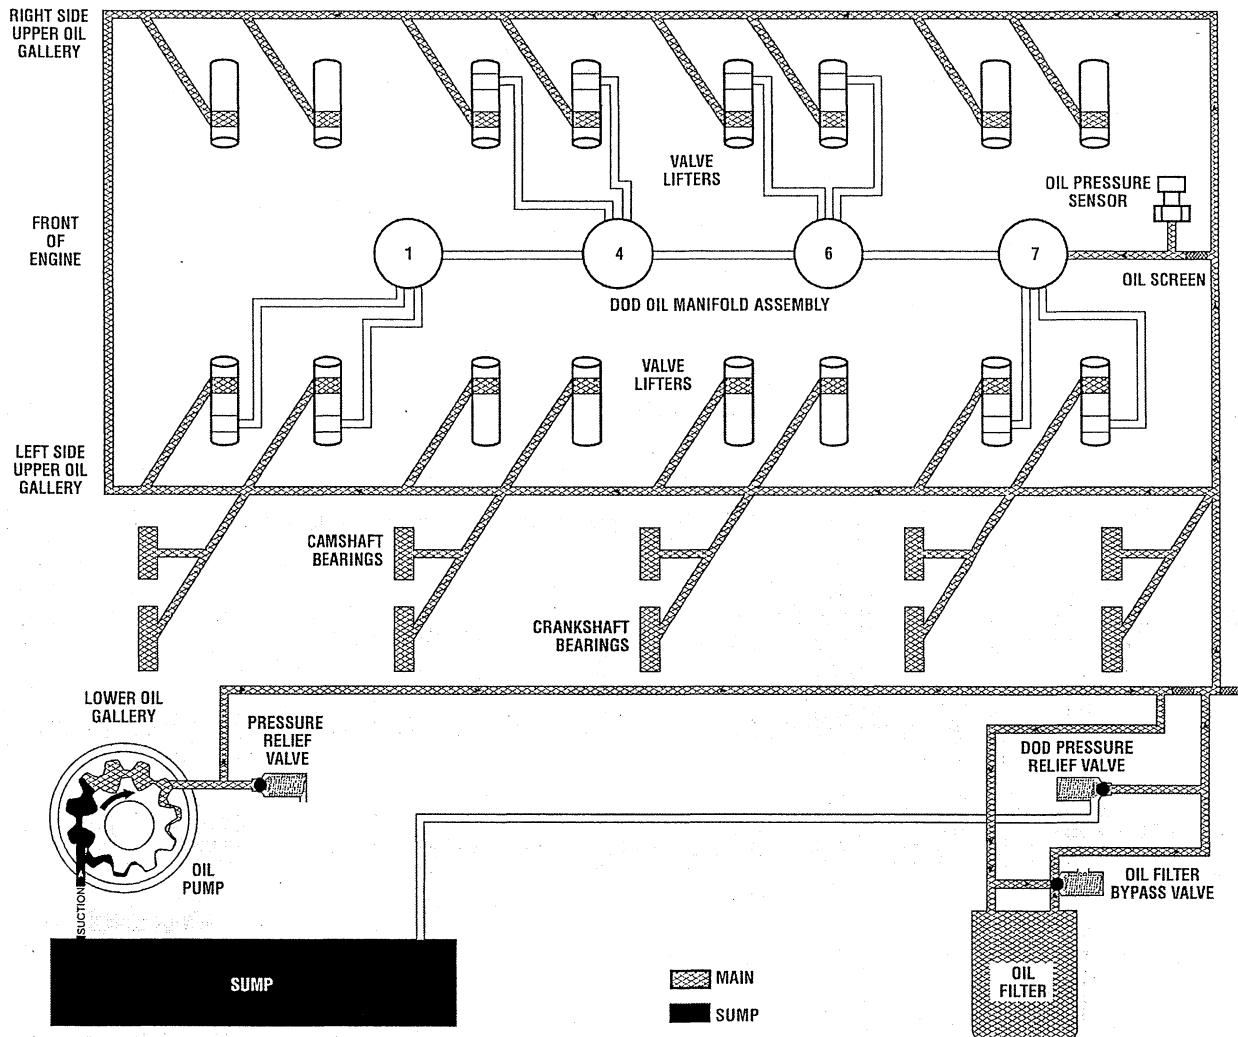 RIGHT SIDE
UPPER OIL
GALLERY
VALVE
LIFTERS
OIL PRESSURE
SENSOR
FRONT
OF
ENGINE
1
4
6
7
OIL SCREEN
DOD OIL MANIFOLD ASSEMBLY
VALVE
LIFTERS
LEFT SIDE
UPPER OIL
GALLERY
CAMSHAFT
BEARINGS
CRANKSHAFT
BEARINGS
LOWER OIL
GALLERY
PRESSURE
RELIEF
VALVE
DOD PRESSURE
RELIEF VALVE
OIL
PUMP
OIL FILTER
BYPASS VALVE
SUCTION
SUMP
OIL
FILTER
MAIN
SUMP